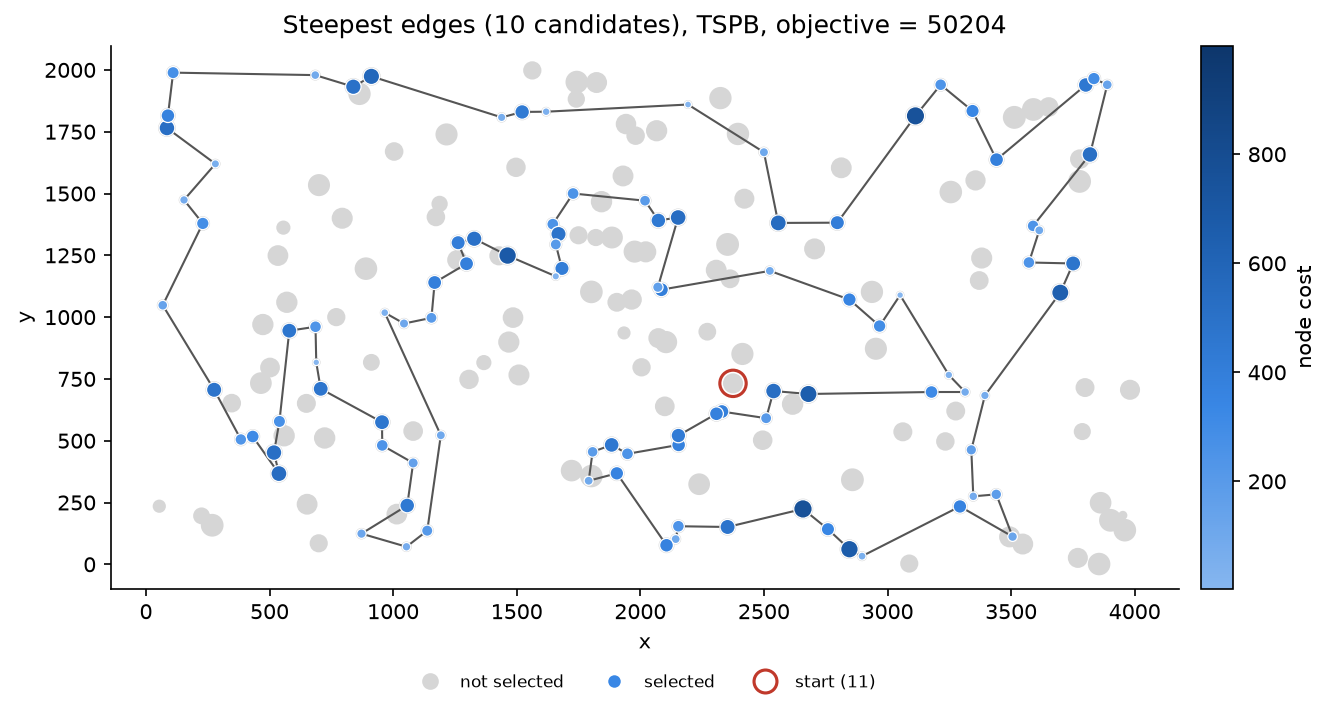 Steepest edges (10 candidates), TSPB, objective = 50204
2000
1750
1500
1250
1000
750
500
250
0
y
0 500 1000 1500 2000 2500 3000 3500 4000
x
800
600
400
200
node cost
not selected selected start (11)